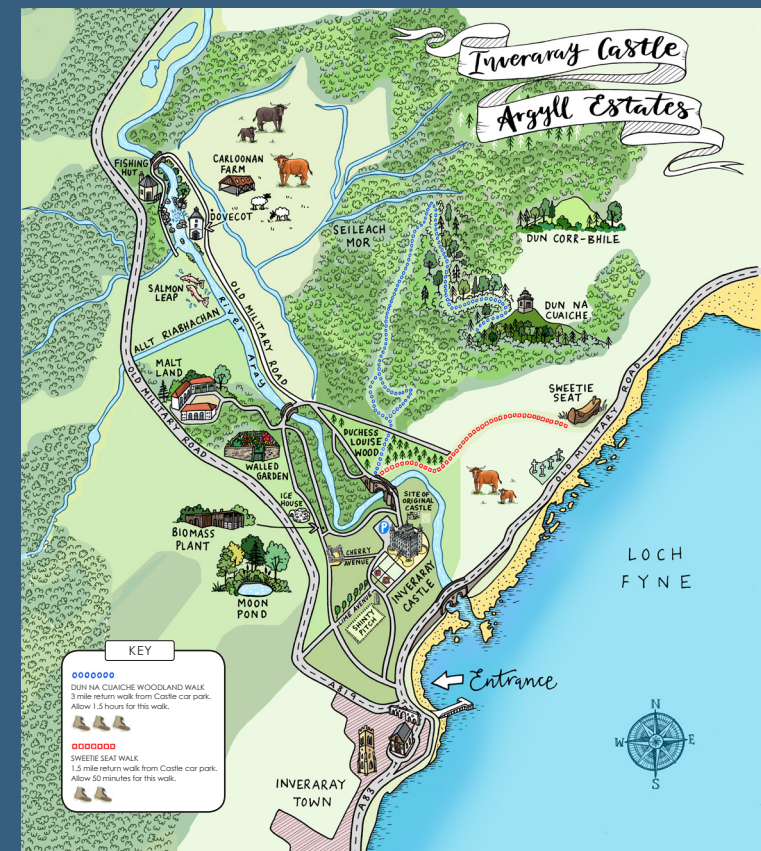 Inveraray Castle
Argyll Estates
FISHING
HUT
CARLOONAN
FARM
DOVECOT
SEILEACH
MOR
DUN CORR-BHILE
SALMON
LEAP
River Aray
OLD MILITARY ROAD
DUN NA
CUAICHE
ALLT RIABHACHAN
MALT
LAND
OLD MILITARY ROAD
SWEETIE
SEAT
OLD MILITARY ROAD
DUCHESS
LOUISE
WOOD
WALLED
GARDEN
ICE
HOUSE
SITE OF
ORIGINAL
CASTLE
P
BIOMASS
PLANT
CHERRY
AVENUE
INVERARAY
CASTLE
LIME AVENUE
SHINTY
PITCH
MOON
POND
LOCH
FYNE
Entrance
A819
INVERARAY
TOWN
A83
N
W
E
S
KEY
DUN NA CUAICHE WOODLAND WALK
3 mile return walk from Castle car park.
Allow 1.5 hours for this walk.
SWEETIE SEAT WALK
1.5 mile return walk from Castle car park.
Allow 50 minutes for this walk.